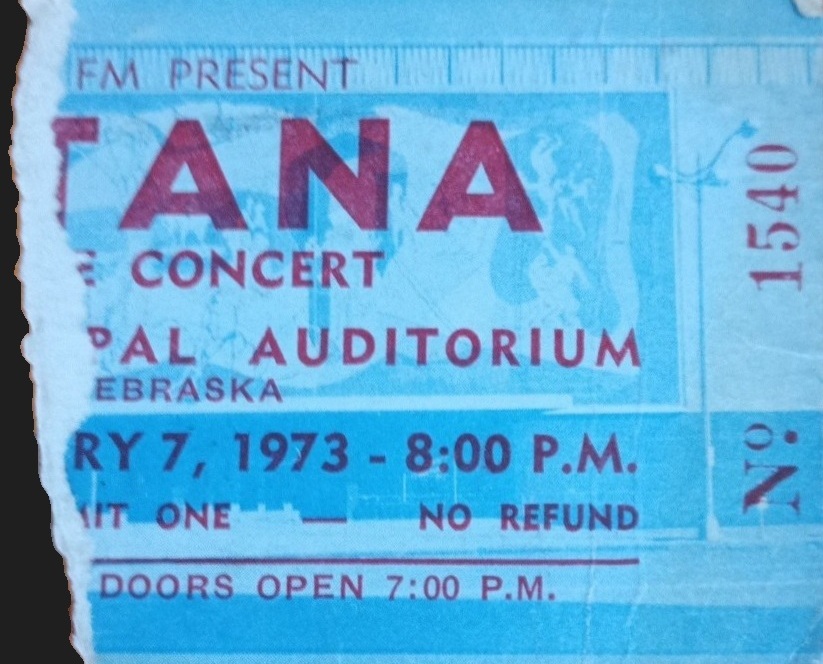 FM PRESENT
TANA
E CONCERT
PAL AUDITORIUM
EBRASKA
RY 7, 1973 - 8:00 P.M.
MIT ONE — NO REFUND
DOORS OPEN 7:00 P.M.
Nº 1540